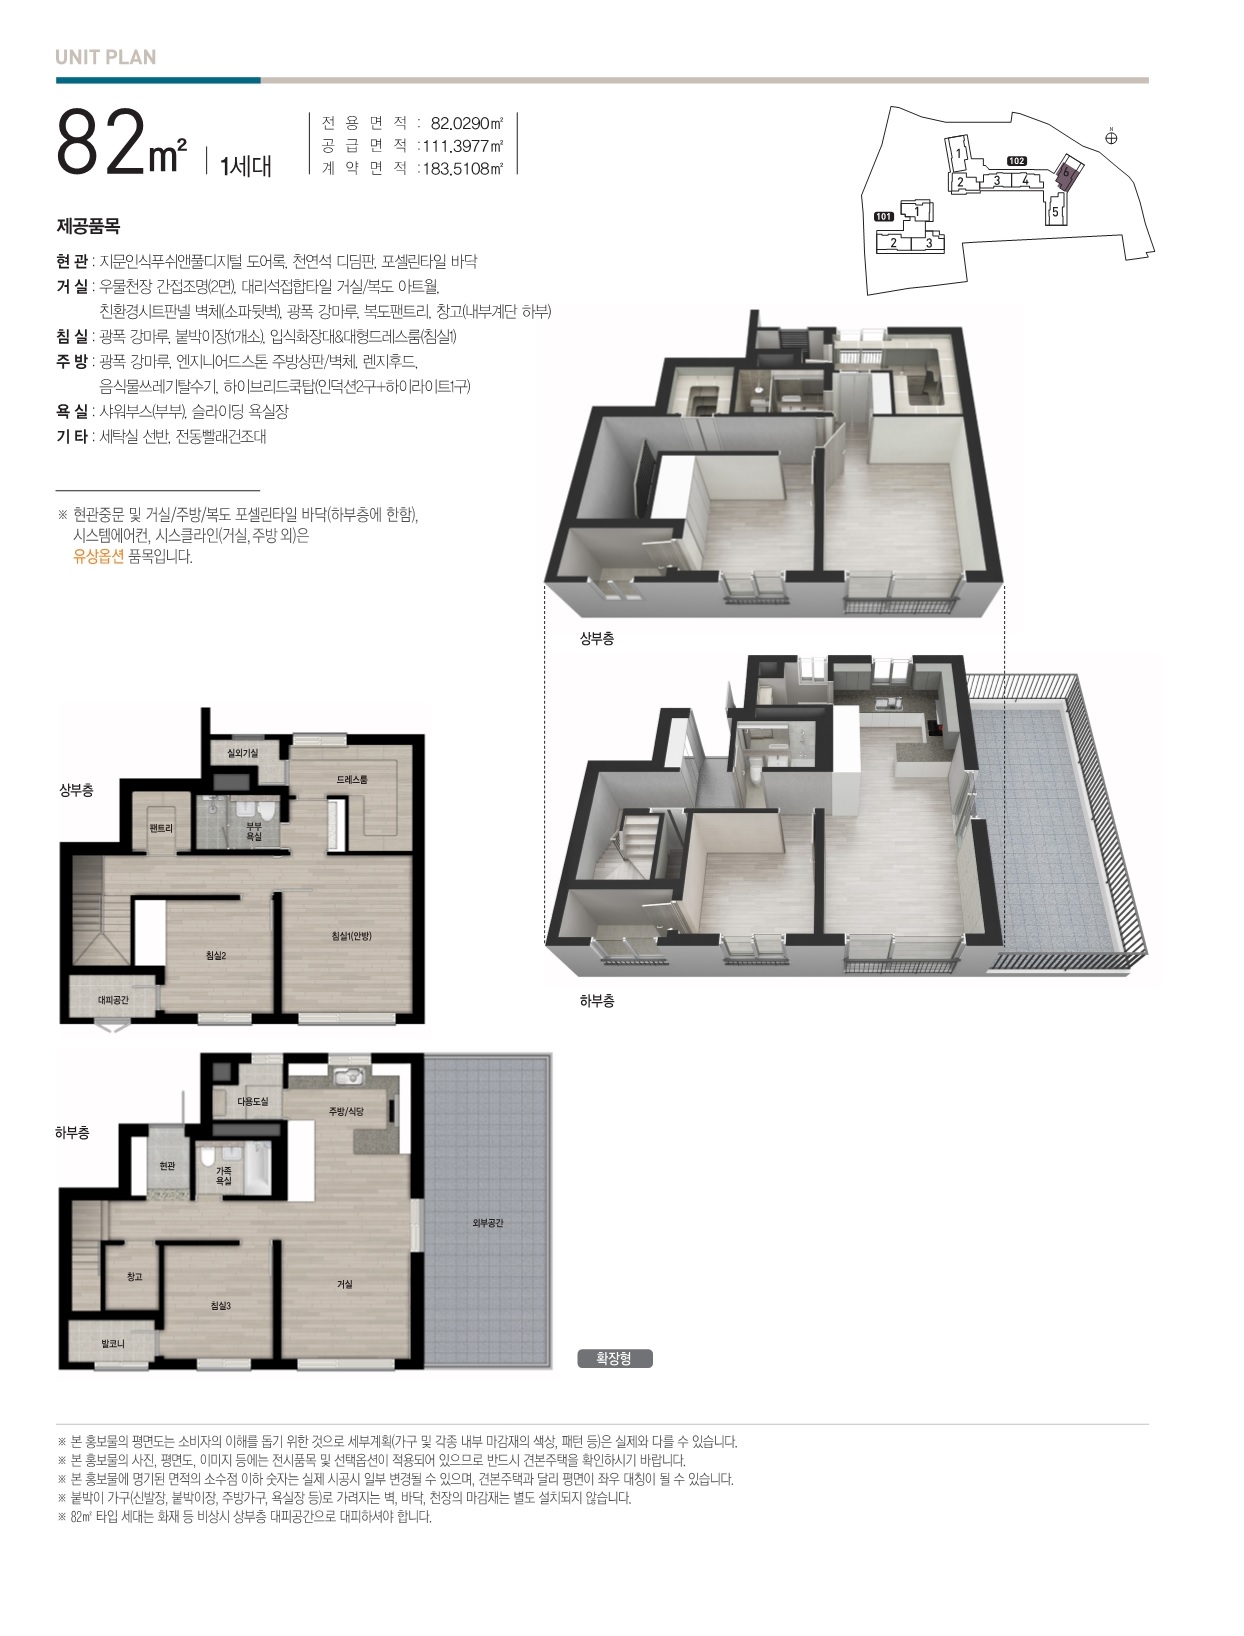 UNIT PLAN
82㎡ 1세대
전용면적 : 82.0290㎡
공급면적 : 111.3977㎡
계약면적 : 183.5108㎡
N
102
1
2
3
4
6
5
101
1
2
3
제공품목
현관 : 지문인식푸쉬앤풀디지털 도어록, 천연석 디딤판, 포셀린타일 바닥
거실 : 우물천장 간접조명(2면), 대리석접합타일 거실/복도 아트월,
친환경시트판넬 벽체(소파뒷벽), 광폭 강마루, 복도팬트리, 창고(내부계단 하부)
침실 : 광폭 강마루, 붙박이장(1개소), 입식화장대&대형드레스룸(침실1)
주방 : 광폭 강마루, 엔지니어드스톤 주방상판/벽체, 렌지후드,
음식물쓰레기탈수기, 하이브리드쿡탑(인덕션2구+하이라이트1구)
욕실 : 샤워부스(부부), 슬라이딩 욕실장
기타 : 세탁실 선반, 전동빨래건조대
※ 현관중문 및 거실/주방/복도 포셀린타일 바닥(하부층에 한함),
시스템에어컨, 시스클라인(거실,주방 외)은
유상옵션 품목입니다.
상부층
하부층
상부층
실외기실
드레스룸
팬트리
부부
욕실
침실1(안방)
침실2
대피공간
하부층
다용도실
주방/식당
현관
가족
욕실
외부공간
창고
거실
침실3
발코니
확장형
※ 본 홍보물의 평면도는 소비자의 이해를 돕기 위한 것으로 세부계획(가구 및 각종 내부 마감재의 색상, 패턴 등)은 실제와 다를 수 있습니다.
※ 본 홍보물의 사진, 평면도, 이미지 등에는 전시품목 및 선택옵션이 적용되어 있으므로 반드시 견본주택을 확인하시기 바랍니다.
※ 본 홍보물에 명기된 면적의 소수점 이하 숫자는 실제 시공시 일부 변경될 수 있으며, 견본주택과 달리 평면이 좌우 대칭이 될 수 있습니다.
※ 붙박이 가구(신발장, 붙박이장, 주방가구, 욕실장 등)로 가려지는 벽, 바닥, 천장의 마감재는 별도 설치되지 않습니다.
※ 82㎡ 타입 세대는 화재 등 비상시 상부층 대피공간으로 대피하셔야 합니다.